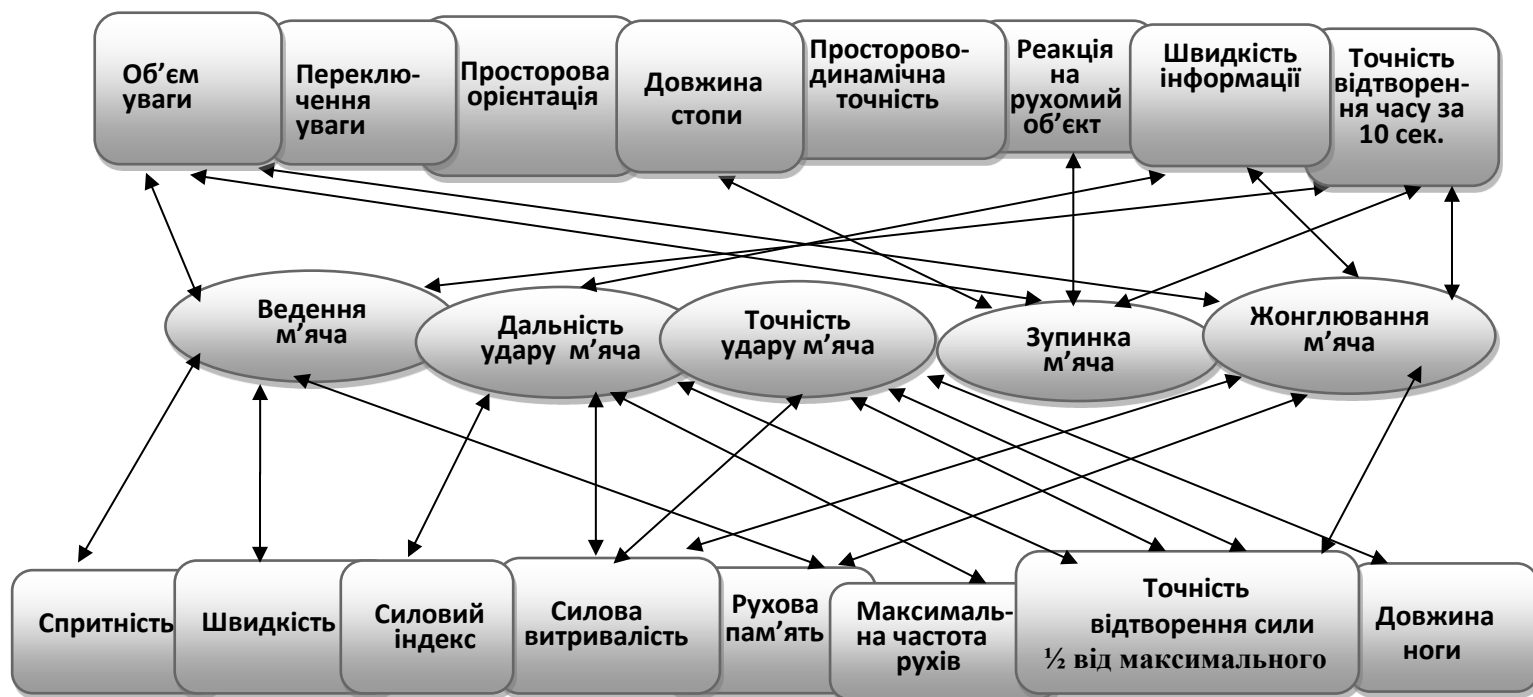 Об’єм
уваги
Переклю-
чення
уваги
Просторова
орієнтація
Довжина
стопи
Просторово-
динамічна
точність
Реакція
на
рухомий
об’єкт
Швидкість
інформації
Точність
відтворен-
ня часу за
10 сек.
Ведення
м’яча
Дальність
удару м’яча
Точність
удару м’яча
Зупинка
м’яча
Жонглювання
м’яча
Спритність
Швидкість
Силовий
індекс
Силова
витривалість
Рухова
пам’ять
Максималь-
на частота
рухів
Точність
відтворення сили
½ від максимального
Довжина
ноги